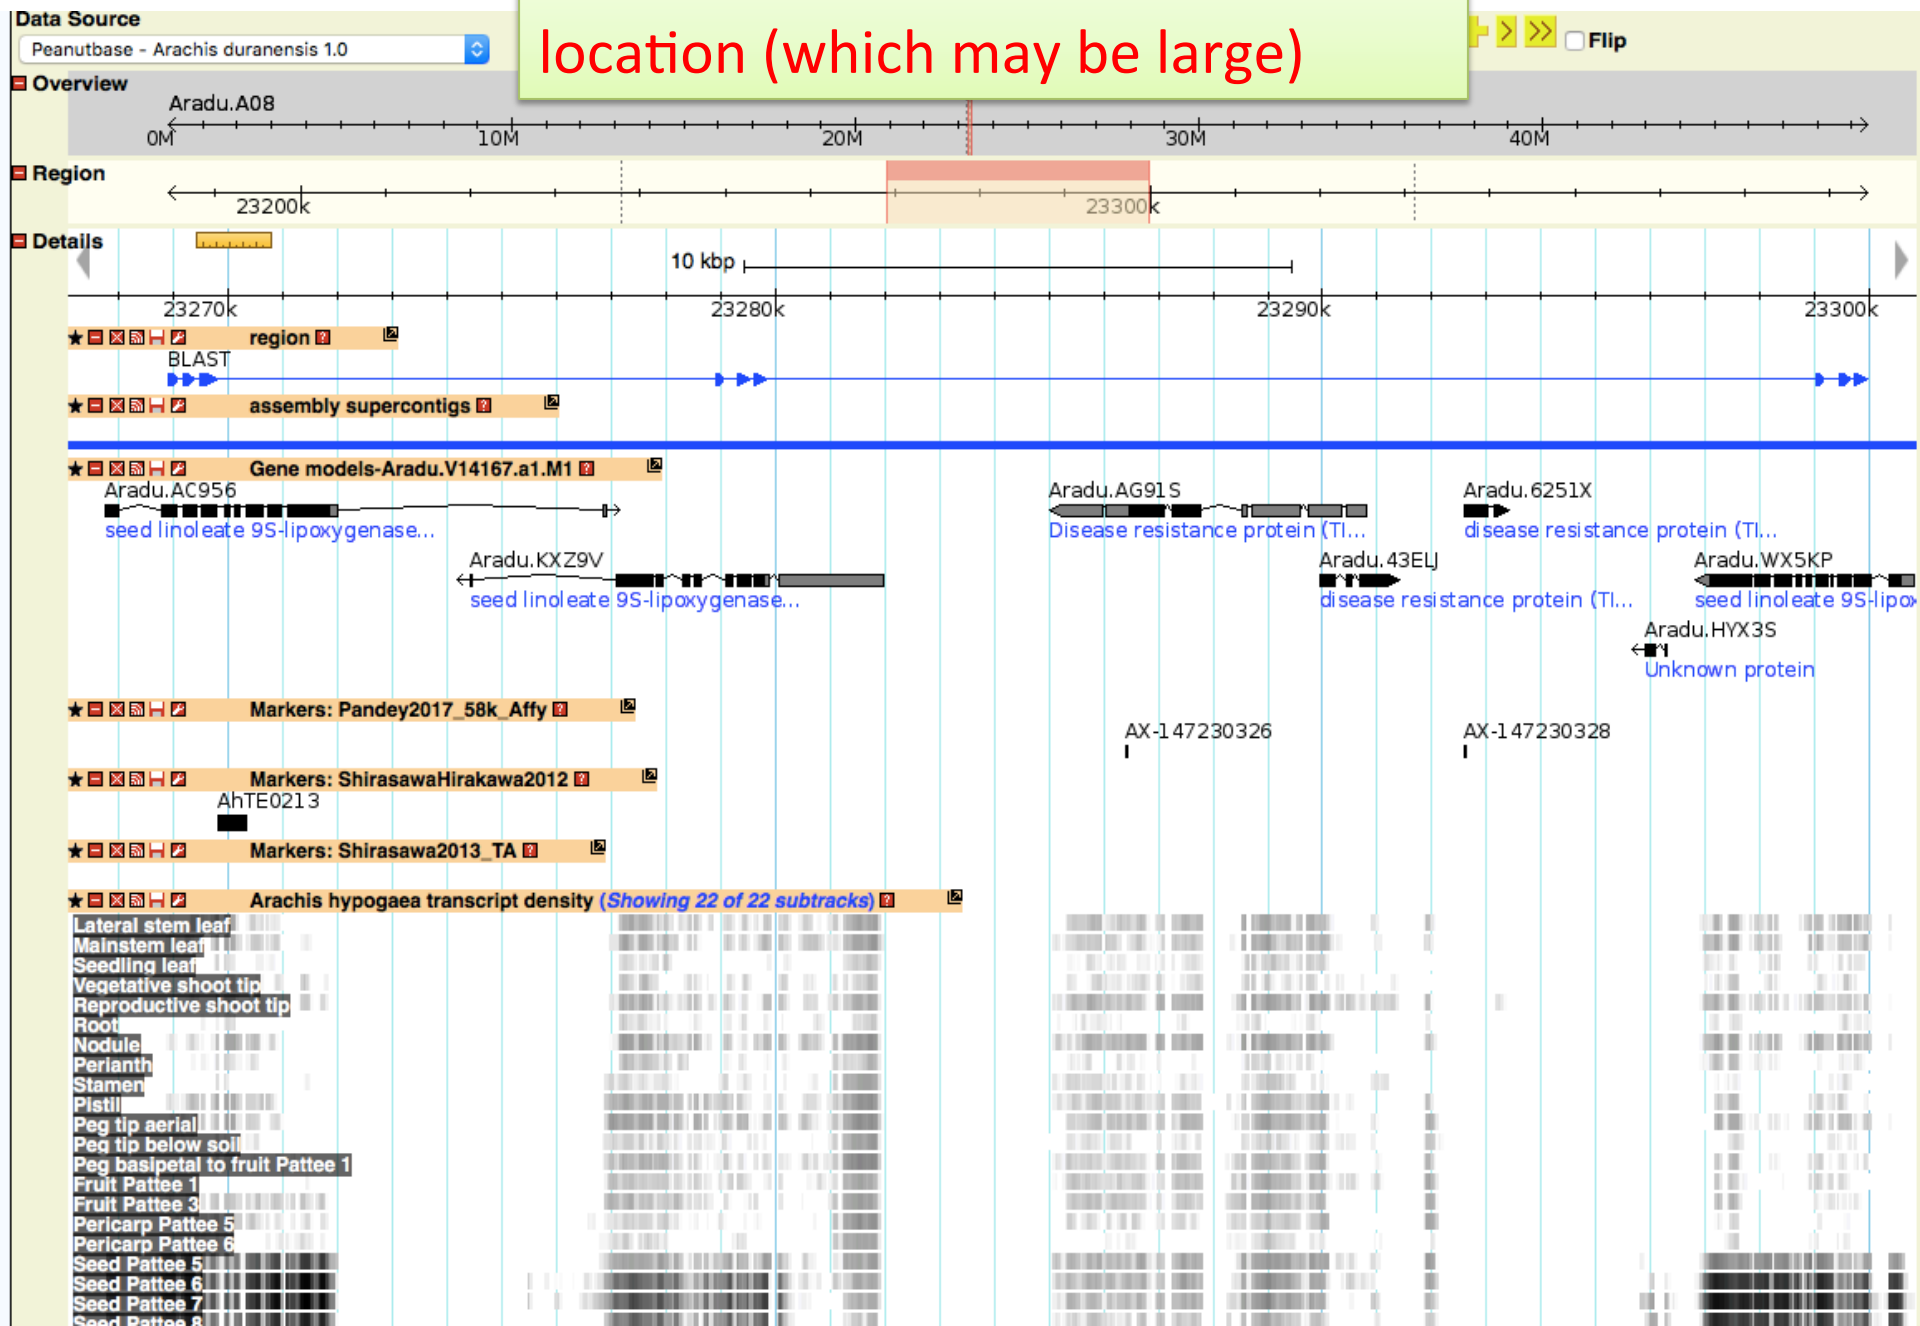 Data Source
location (which may be large)
Peanutbase - Arachis duranensis 1.0
> >> Flip
Overview
Aradu.A08
0M 10M 20M 30M 40M
Region
23200k 23300k
Details
10 kbp
23270k 23280k 23290k 23300k
region
BLAST
assembly supercontigs
Gene models-Aradu.V14167.a1.M1
Aradu.AC956 Aradu.AG91S Aradu.6251X
seed linoleate 9S-lipoxygenase... Disease resistance protein (TI... disease resistance protein (TI...
Aradu.KXZ9V Aradu.43ELJ Aradu.WX5KP
seed linoleate 9S-lipoxygenase... disease resistance protein (TI... seed linoleate 9S-lipox
Aradu.HYX3S
Unknown protein
Markers: Pandey2017_58k_Affy
AX-147230326 AX-147230328
Markers: ShirasawaHirakawa2012
AhTE0213
Markers: Shirasawa2013_TA
Arachis hypogaea transcript density (Showing 22 of 22 subtracks)
Lateral stem leaf
Mainstem leaf
Seedling leaf
Vegetative shoot tip
Reproductive shoot tip
Root
Nodule
Perianth
Stamen
Pistil
Peg tip aerial
Peg tip below soil
Peg basipetal to fruit Pattee 1
Fruit Pattee 1
Fruit Pattee 3
Pericarp Pattee 5
Pericarp Pattee 6
Seed Pattee 5
Seed Pattee 6
Seed Pattee 7
Seed Pattee 8